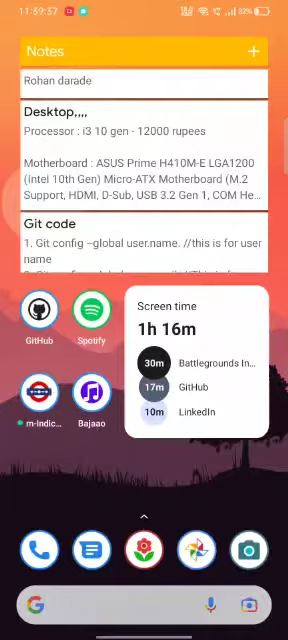 11:59:37
22%
Notes
Rohan darade
Desktop,,,,
Processor : i3 10 gen - 12000 rupees
Motherboard : ASUS Prime H410M-E LGA1200
(Intel 10th Gen) Micro-ATX Motherboard (M.2
Support, HDMI, D-Sub, USB 3.2 Gen 1, COM He...
Git code
1. Git config –global user.name. //this is for user
name
Screen time
1h 16m
30m Battlegrounds In...
17m GitHub
10m LinkedIn
GitHub
Spotify
m-Indic...
Bajaao